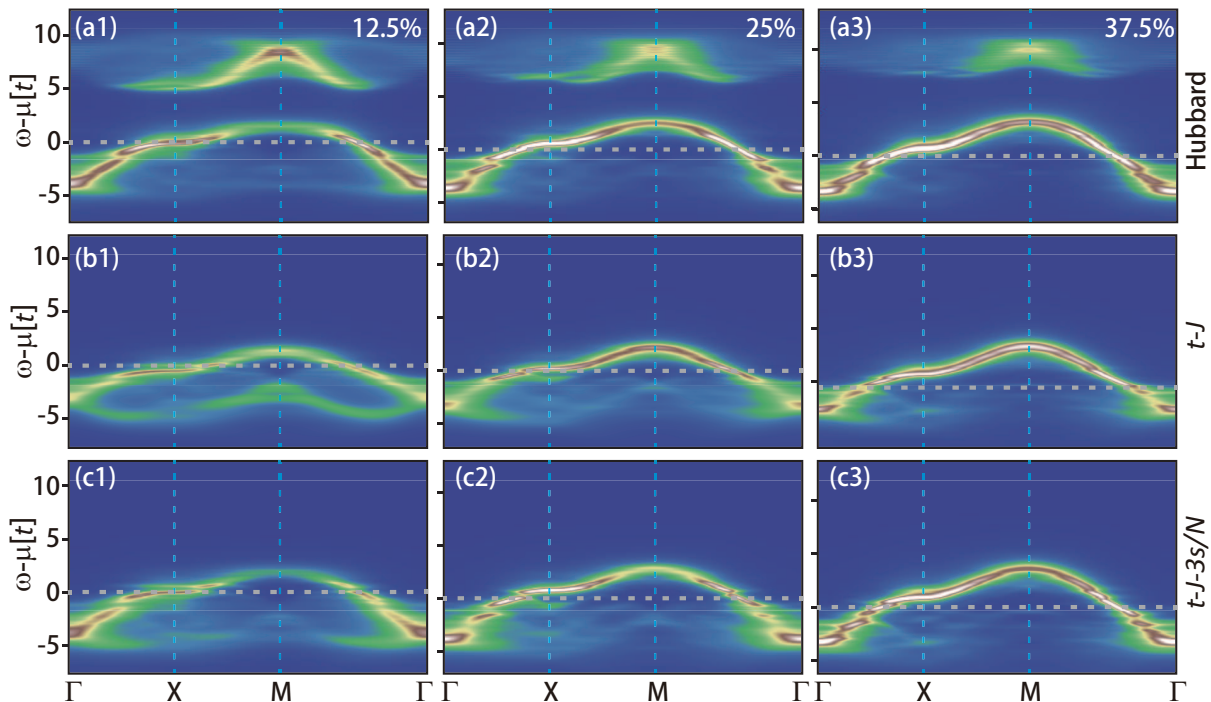 (a1) 12.5%
(a2) 25%
(a3) 37.5%
10
5
0
-5
ω-μ[t]
Hubbard
(b1)
(b2)
(b3)
10
5
0
-5
ω-μ[t]
t-J
(c1)
(c2)
(c3)
10
5
0
-5
ω-μ[t]
t-J-3s/N
Γ X M Γ X M Γ X M Γ